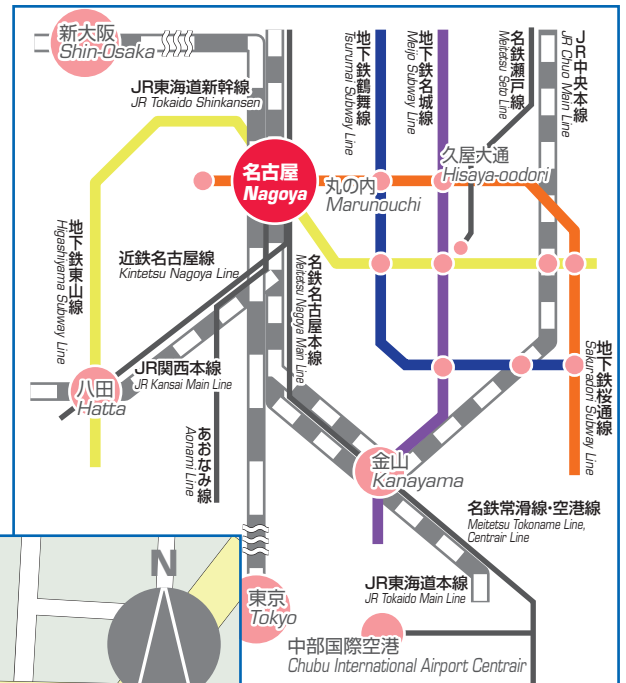 新大阪
Shin-Osaka
JR東海道新幹線
JR Tokaido Shinkansen
地下鉄鶴舞線
Tsurumai Subway Line
地下鉄名城線
Meijo Subway Line
名鉄瀬戸線
Meitetsu Seto Line
JR中央本線
JR Chuo Main Line
名古屋
Nagoya
丸の内
Marunouchi
久屋大通
Hisaya-oodori
地下鉄東山線
Higashiyama Subway Line
近鉄名古屋線
Kintetsu Nagoya Line
名鉄名古屋本線
Meitetsu Nagoya Main Line
JR関西本線
JR Kansai Main Line
八田
Hatta
あおなみ線
Aonami Line
地下鉄桜通線
Sakuradori Subway Line
金山
Kanayama
名鉄常滑線・空港線
Meitetsu Tokoname Line,
Centrair Line
JR東海道本線
JR Tokaido Main Line
N
東京
Tokyo
中部国際空港
Chubu International Airport Centrair